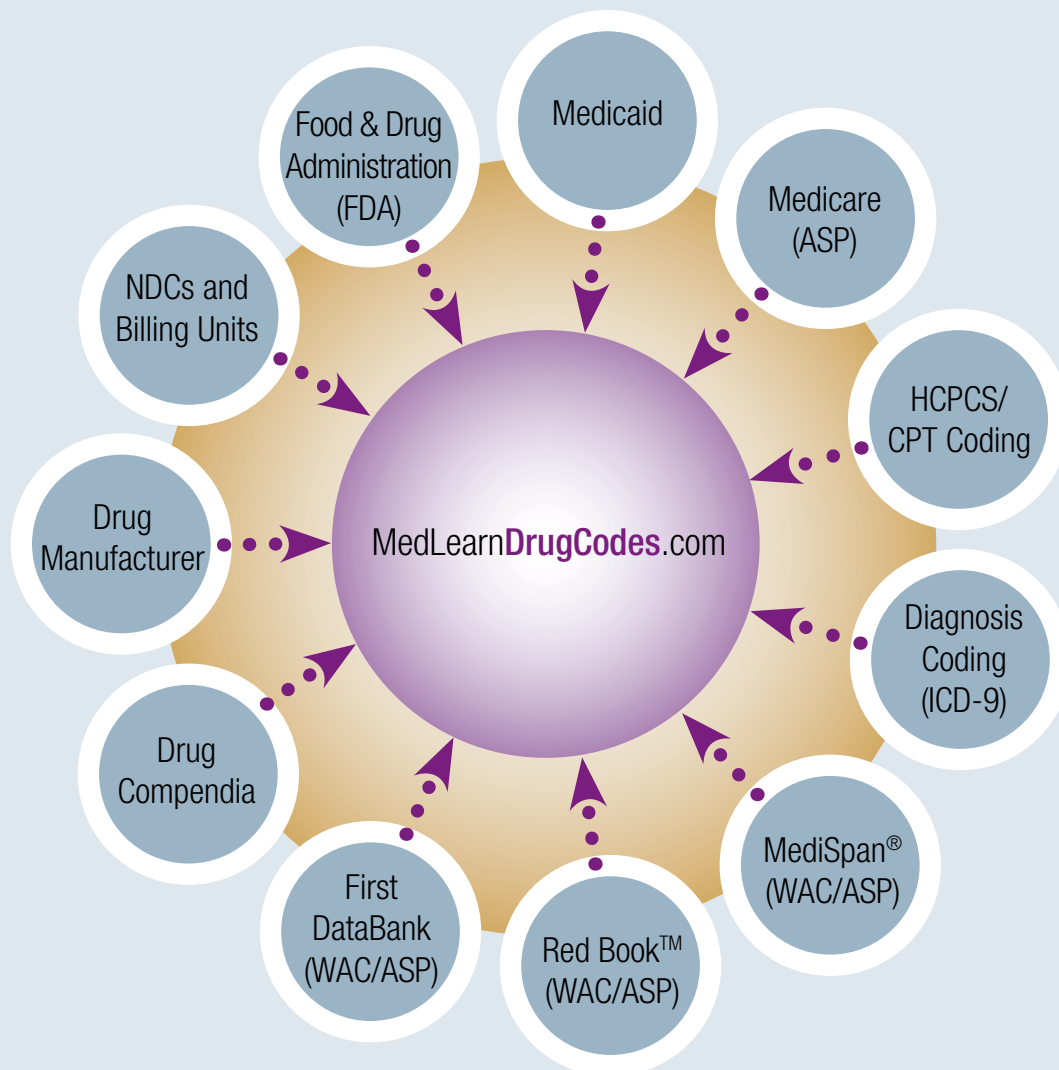 Medicaid
Medicare
(ASP)
HCPCS/
CPT Coding
Diagnosis
Coding
(ICD-9)
MediSpan®
(WAC/ASP)
Red Book™
(WAC/ASP)
First
DataBank
(WAC/ASP)
Drug
Compendia
Drug
Manufacturer
NDCs and
Billing Units
Food & Drug
Administration
(FDA)
MedLearnDrugCodes.com